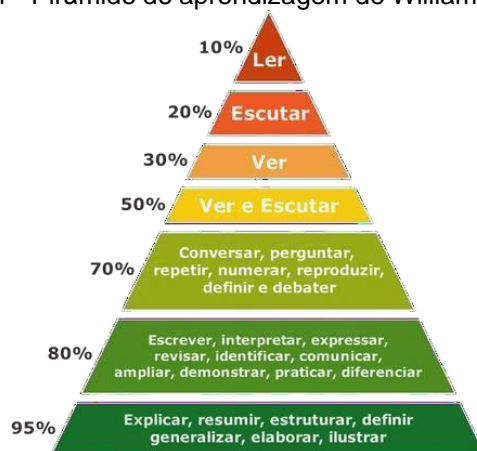 Pirâmide de aprendizagem de William
10%
Ler
20%
Escutar
30%
Ver
50%
Ver e Escutar
70%
Conversar, perguntar,
repetir, numerar, reproduzir,
definir e debater
80%
Escrever, interpretar, expressar,
revisar, identificar, comunicar,
ampliar, demonstrar, praticar, diferenciar
95%
Explicar, resumir, estruturar, definir
generalizar, elaborar, ilustrar